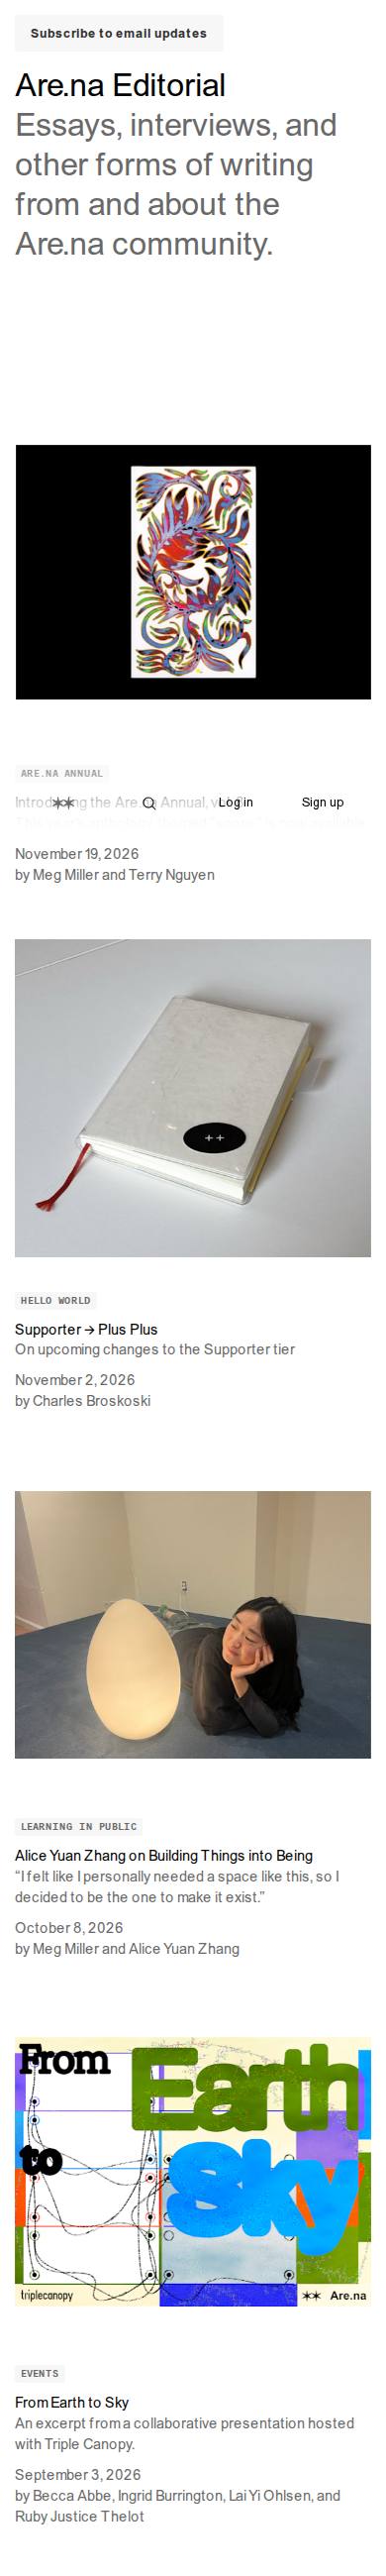 Subscribe to email updates
Are.na Editorial
Essays, interviews, and
other forms of writing
from and about the
Are.na community.
ARE.NA ANNUAL
the Are.na Annual,
Log in
Sign up
November 19, 2026
by Meg Miller and Terry Nguyen
++
HELLO WORLD
Supporter → Plus Plus
On upcoming changes to the Supporter tier
November 2, 2026
by Charles Broskoski
LEARNING IN PUBLIC
Alice Yuan Zhang on Building Things into Being
“I felt like I personally needed a space like this, so I
decided to be the one to make it exist.”
October 8, 2026
by Meg Miller and Alice Yuan Zhang
From Earth
to sky
triplecanopy
Are.na
EVENTS
From Earth to Sky
An excerpt from a collaborative presentation hosted
with Triple Canopy.
September 3, 2026
by Becca Abbe, Ingrid Burrington, Lai Yi Ohlsen, and
Ruby Justice Thelot